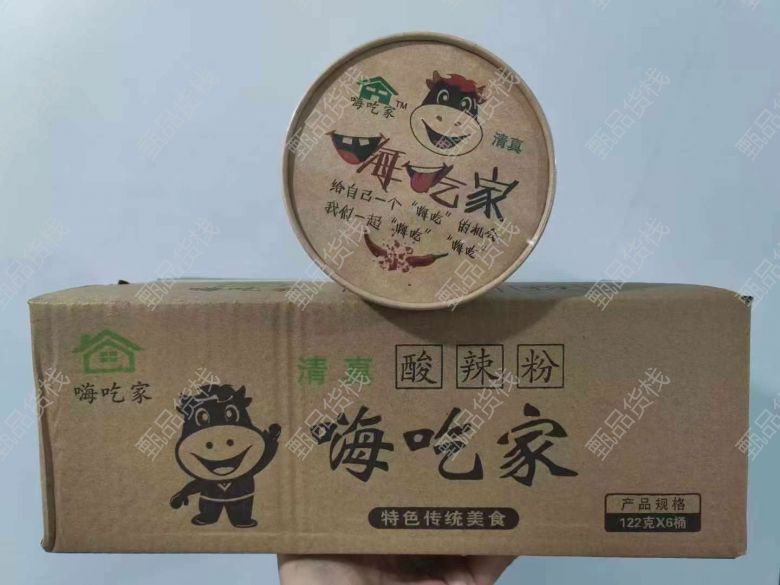 嗨吃家™
清真
嗨吃家
给自己一个“嗨吃”的机会
我们一起“嗨吃”“嗨吃”
嗨吃家
清真 酸辣粉
嗨吃家
特色传统美食
产品规格
122克X6桶
甄品货栈